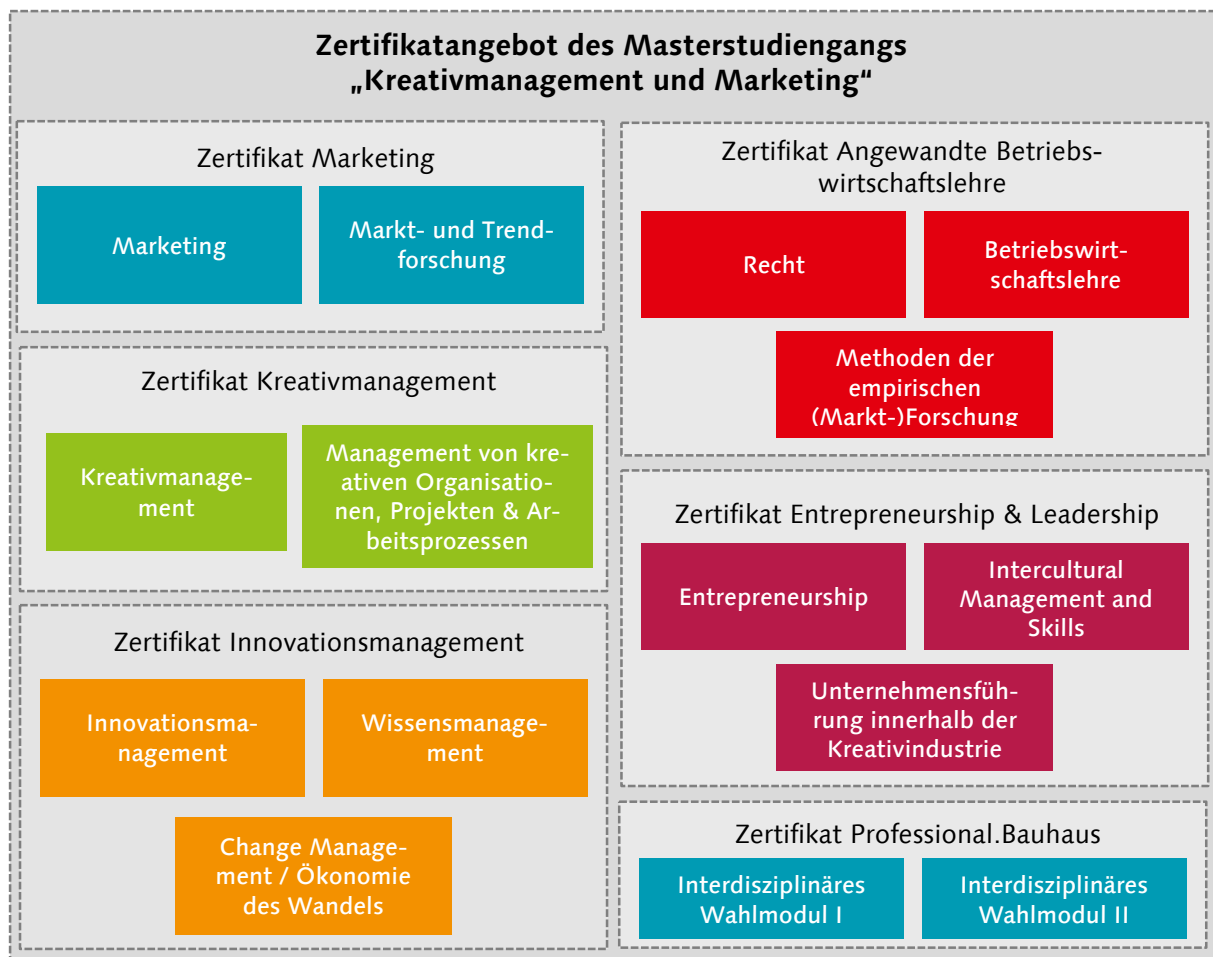 Zertifikatangebot des Masterstudiengangs
„Kreativmanagement und Marketing“
Zertifikat Marketing
Marketing
Markt- und Trend-
forschung
Zertifikat Kreativmanagement
Kreativmanage-
ment
Management von kre-
ativen Organisatio-
nen, Projekten & Ar-
beitsprozessen
Zertifikat Innovationsmanagement
Innovationsma-
nagement
Wissensmanage-
ment
Change Manage-
ment / Ökonomie
des Wandels
Zertifikat Angewandte Betriebs-
wirtschaftslehre
Recht
Betriebswirt-
schaftslehre
Methoden der
empirischen
(Markt-)Forschung
Zertifikat Entrepreneurship & Leadership
Entrepreneurship
Intercultural
Management and
Skills
Unternehmensfüh-
rung innerhalb der
Kreativindustrie
Zertifikat Professional.Bauhaus
Interdisziplinäres
Wahlmodul I
Interdisziplinäres
Wahlmodul II